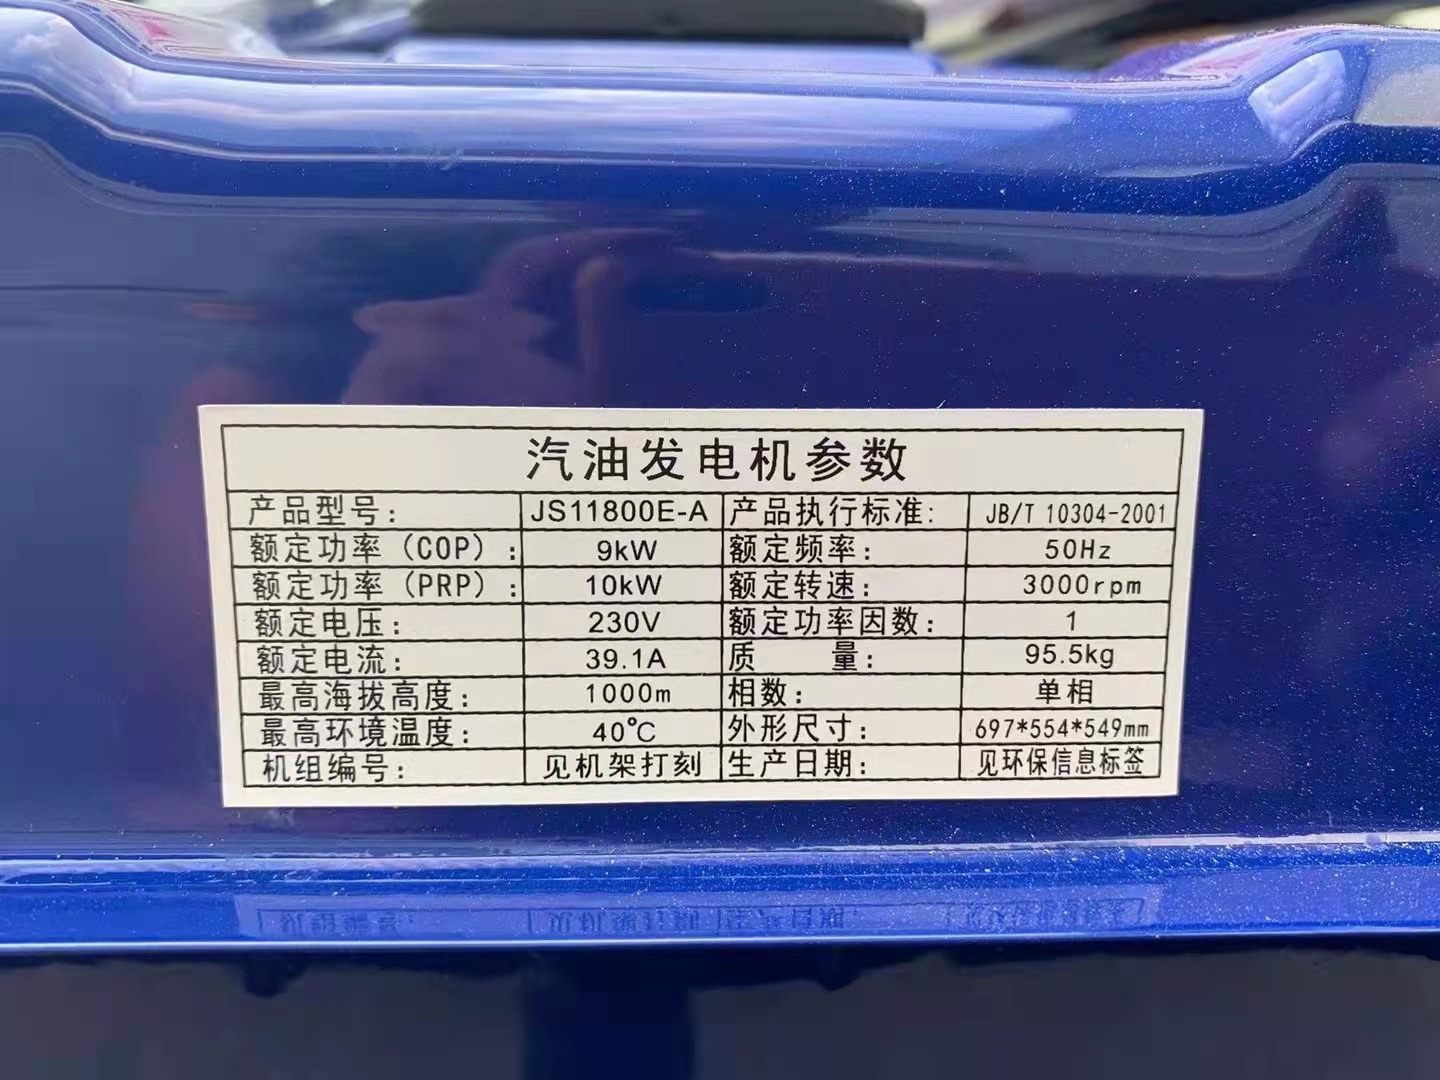 汽油发电机参数
产品型号: JS11800E-A 产品执行标准: JB/T 10304-2001
额定功率（COP）: 9kW 额定频率: 50Hz
额定功率（PRP）: 10kW 额定转速: 3000rpm
额定电压: 230V 额定功率因数: 1
额定电流: 39.1A 质 量: 95.5kg
最高海拔高度: 1000m 相数: 单相
最高环境温度: 40℃ 外形尺寸: 697*554*549mm
机组编号: 见机架打刻 生产日期: 见环保信息标签